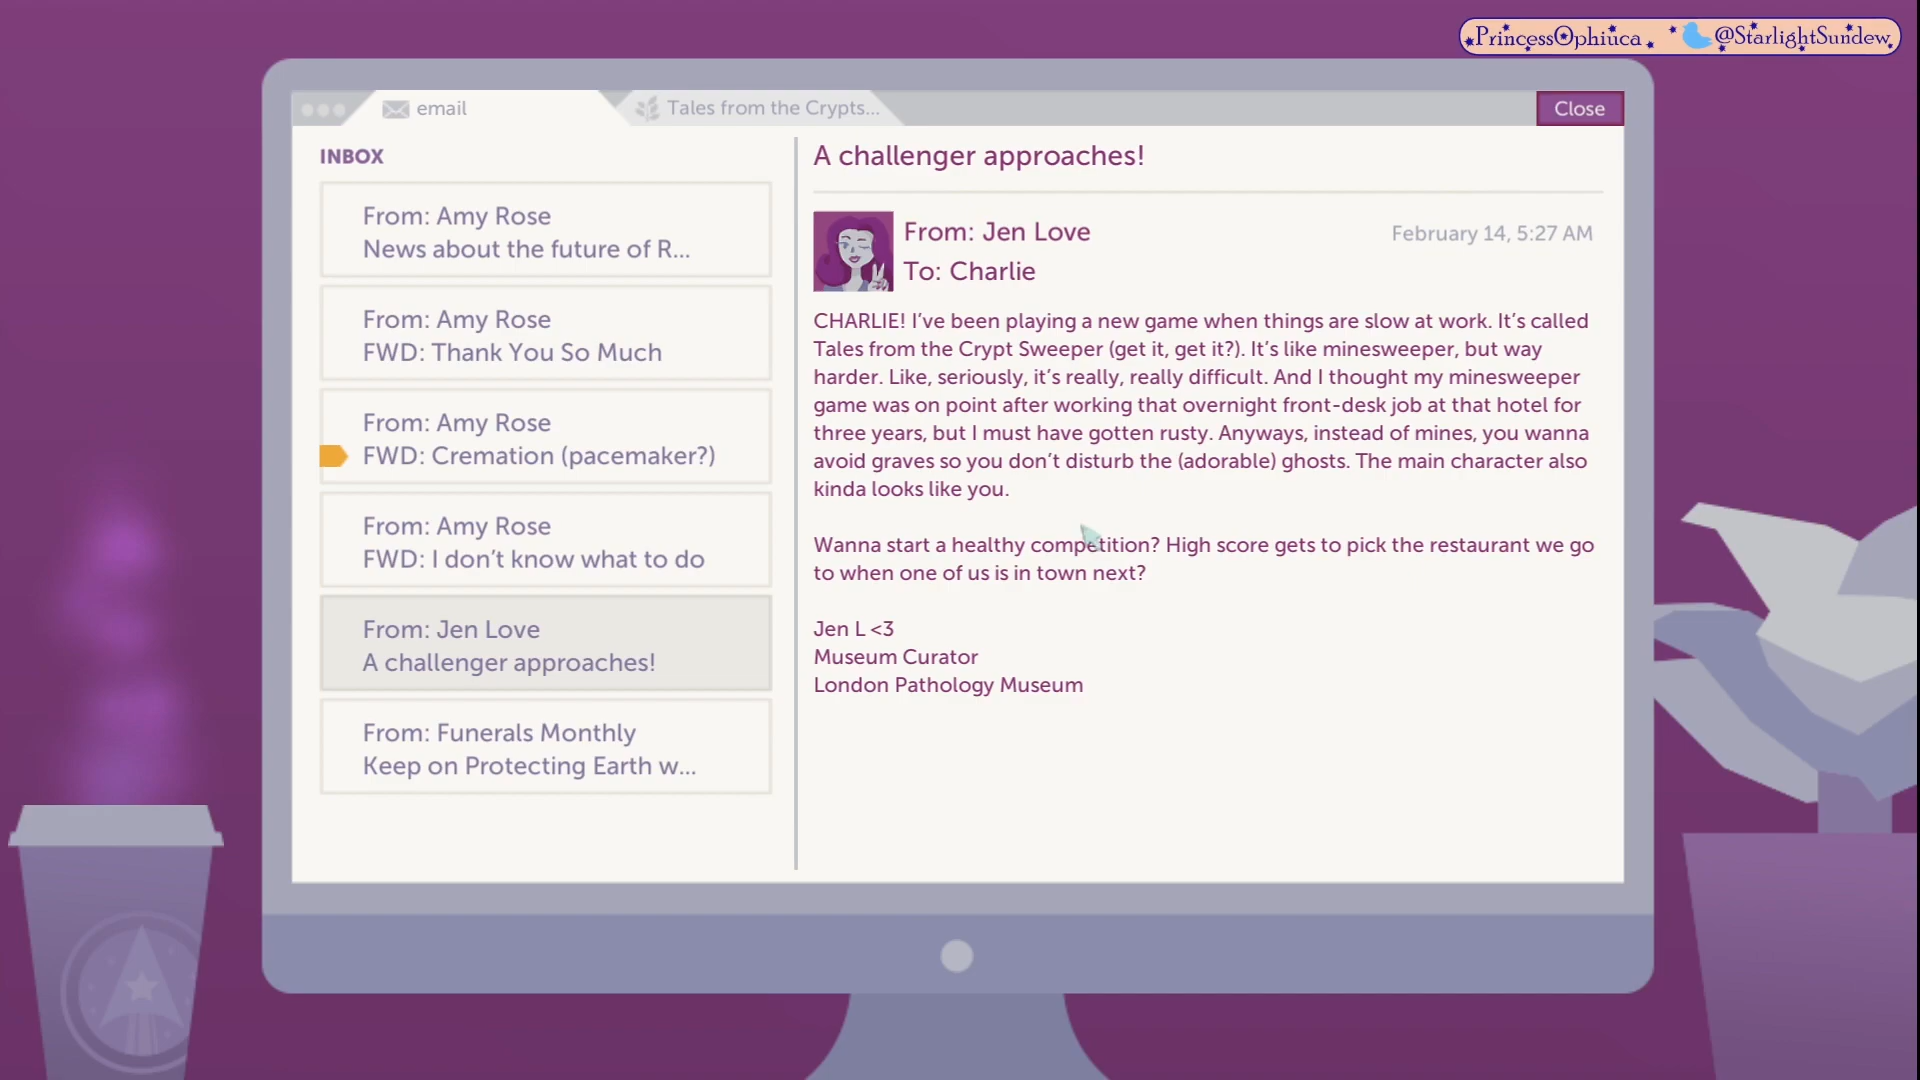 PrincessOphiuca @StarlightSundew
email
Tales from the Crypts...
Close
INBOX
From: Amy Rose
News about the future of R...
From: Amy Rose
FWD: Thank You So Much
From: Amy Rose
FWD: Cremation (pacemaker?)
From: Amy Rose
FWD: I don't know what to do
From: Jen Love
A challenger approaches!
From: Funerals Monthly
Keep on Protecting Earth w...
A challenger approaches!
From: Jen Love
February 14, 5:27 AM
To: Charlie
CHARLIE! I've been playing a new game when things are slow at work. It's called
Tales from the Crypt Sweeper (get it, get it?). It's like minesweeper, but way
harder. Like, seriously, it's really, really difficult. And I thought my minesweeper
game was on point after working that overnight front-desk job at that hotel for
three years, but I must have gotten rusty. Anyways, instead of mines, you wanna
avoid graves so you don't disturb the (adorable) ghosts. The main character also
kinda looks like you.
Wanna start a healthy competition? High score gets to pick the restaurant we go
to when one of us is in town next?
Jen L <3
Museum Curator
London Pathology Museum